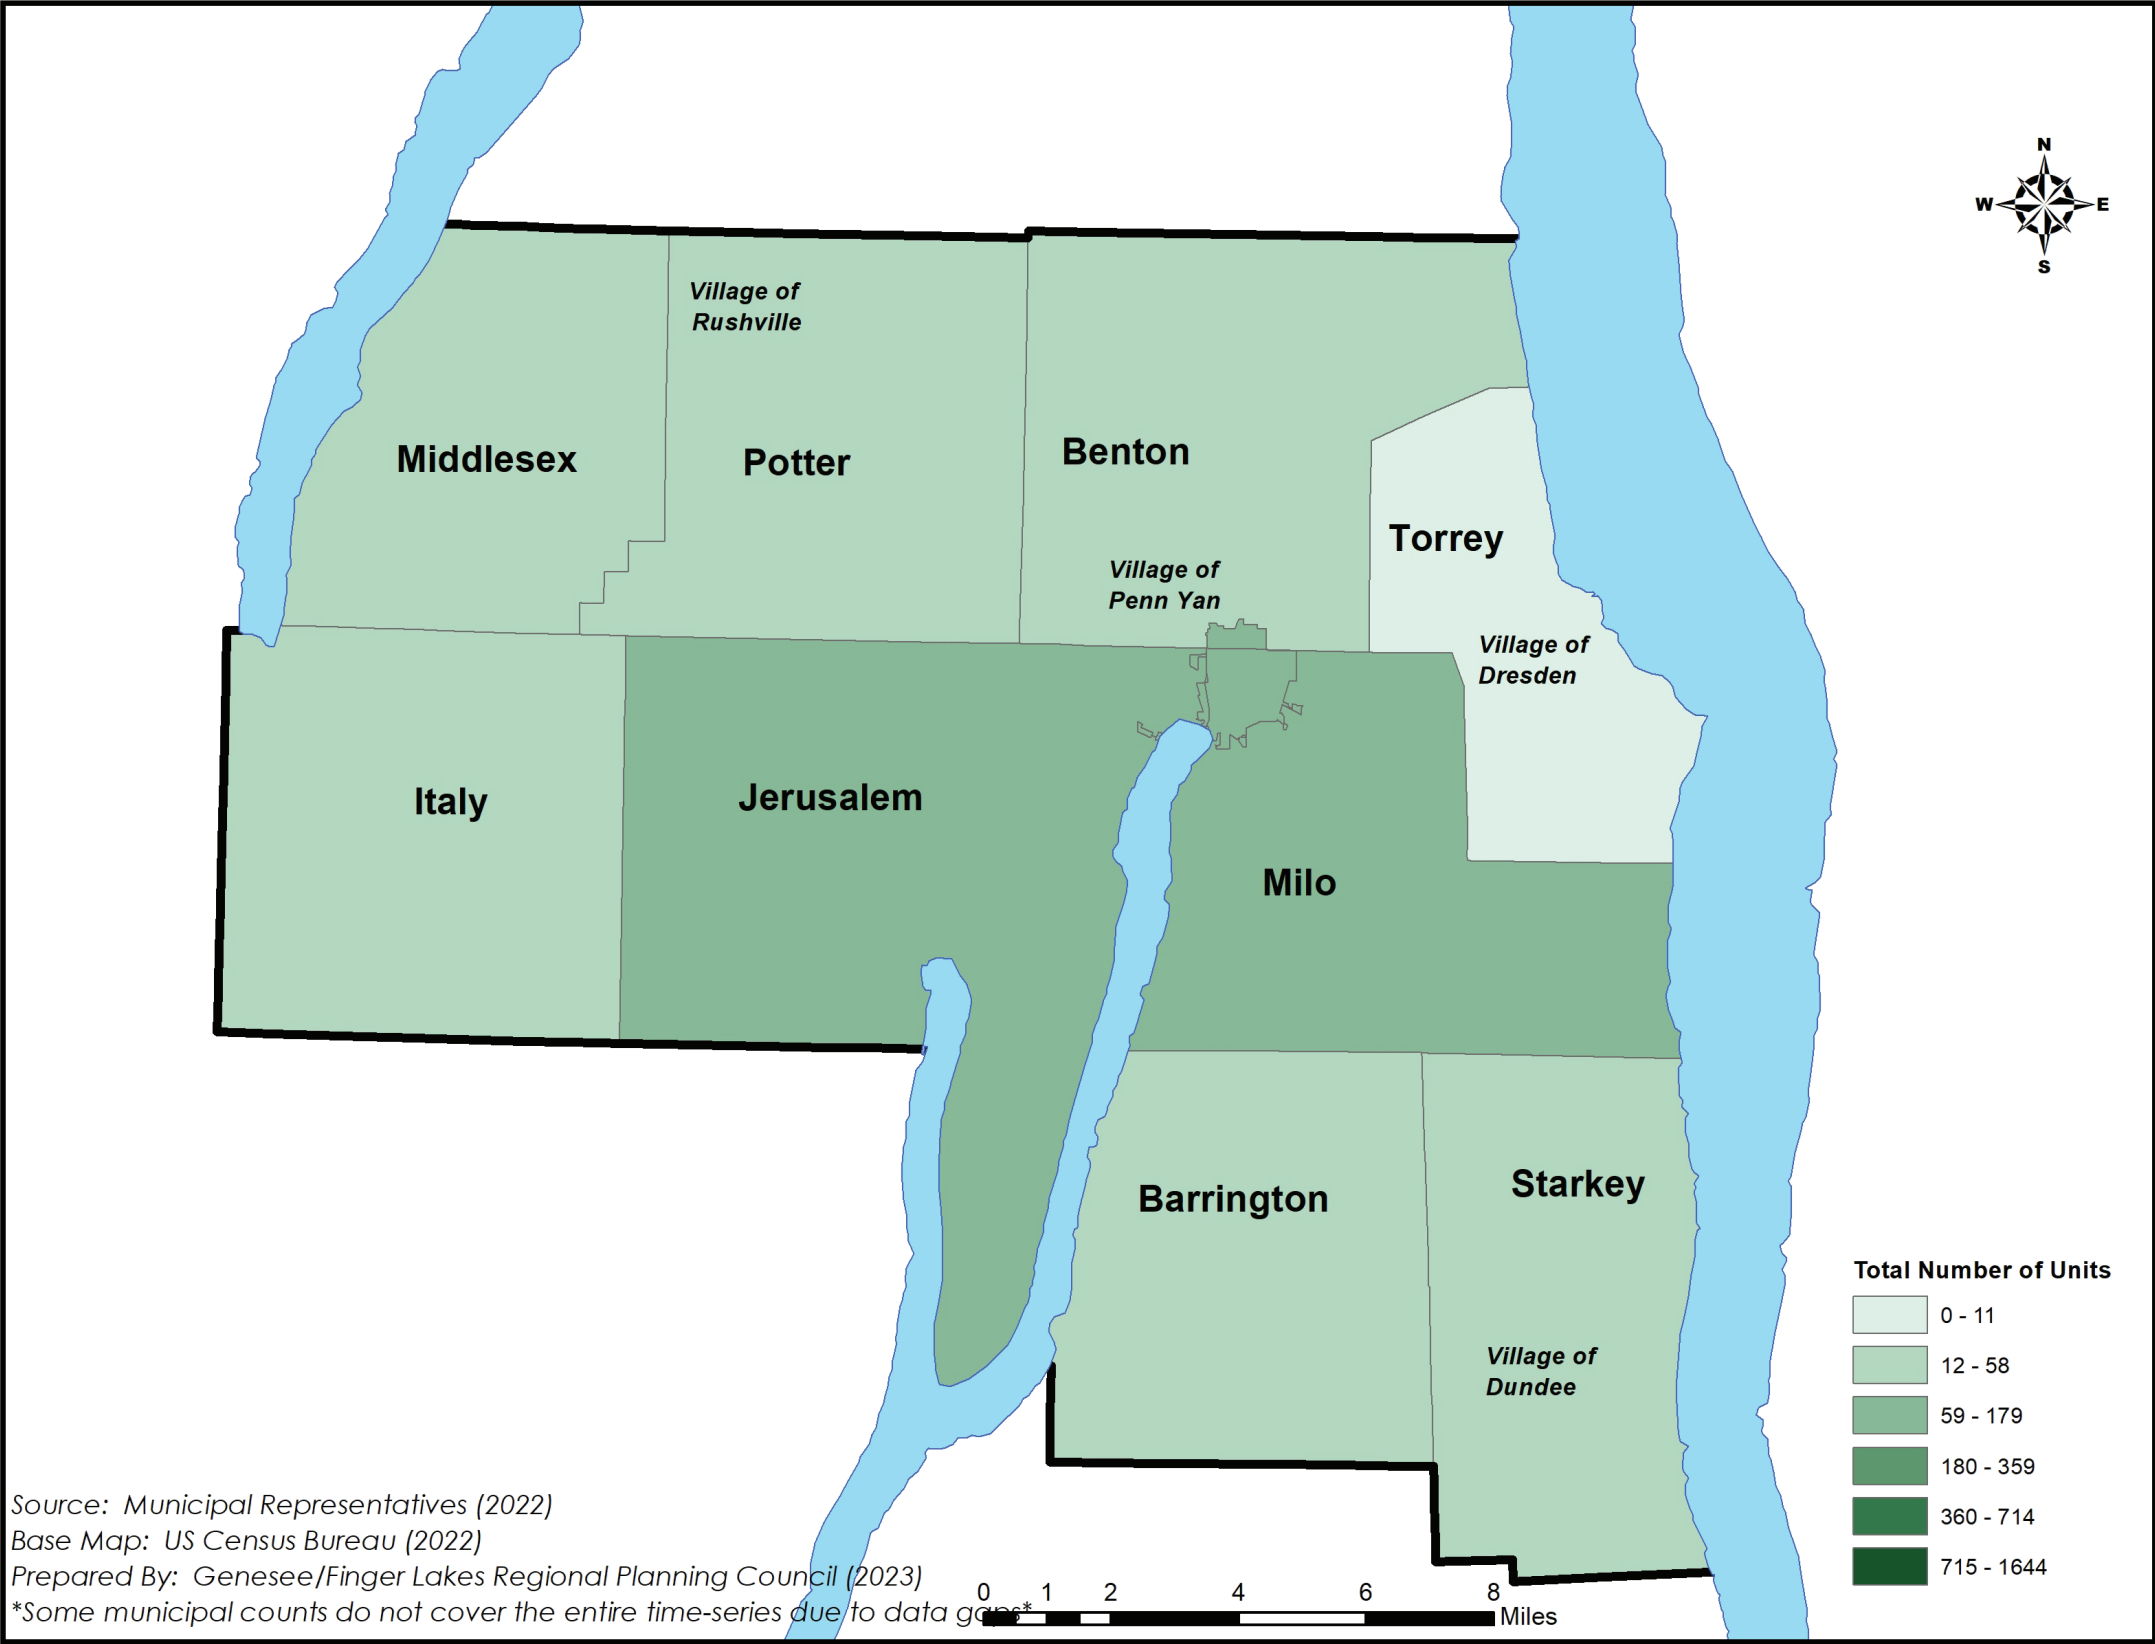 N
W E
S
Village of
Rushville
Middlesex
Potter
Benton
Torrey
Village of
Penn Yan
Village of
Dresden
Italy
Jerusalem
Milo
Barrington
Starkey
Village of
Dundee
Total Number of Units
0 - 11
12 - 58
59 - 179
180 - 359
360 - 714
715 - 1644
Source: Municipal Representatives (2022)
Base Map: US Census Bureau (2022)
Prepared By: Genesee/Finger Lakes Regional Planning Council (2023)
*Some municipal counts do not cover the entire time-series due to data gaps*
0 1 2 4 6 8
Miles